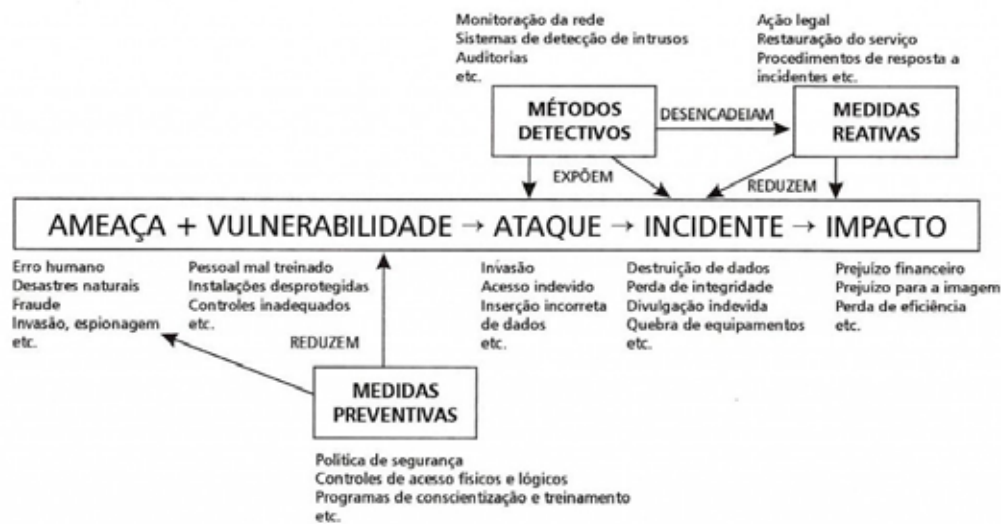 Monitoração da rede
Sistemas de detecção de intrusos
Auditorias
etc.
Ação legal
Restauração do serviço
Procedimentos de resposta a
incidentes etc.
MÉTODOS
DETECTIVOS
DESENCADEIAM
MEDIDAS
REATIVAS
EXPÕEM
REDUZEM
AMEAÇA + VULNERABILIDADE → ATAQUE → INCIDENTE → IMPACTO
Erro humano
Desastres naturais
Fraude
Invasão, espionagem
etc.
Pessoal mal treinado
Instalações desprotegidas
Controles inadequados
etc.
Invasão
Acesso indevido
Inserção incorreta
de dados
etc.
Destruição de dados
Perda de integridade
Divulgação indevida
Quebra de equipamentos
etc.
Prejuízo financeiro
Prejuízo para a imagem
Perda de eficiência
etc.
REDUZEM
MEDIDAS
PREVENTIVAS
Política de segurança
Controles de acesso físicos e lógicos
Programas de conscientização e treinamento
etc.